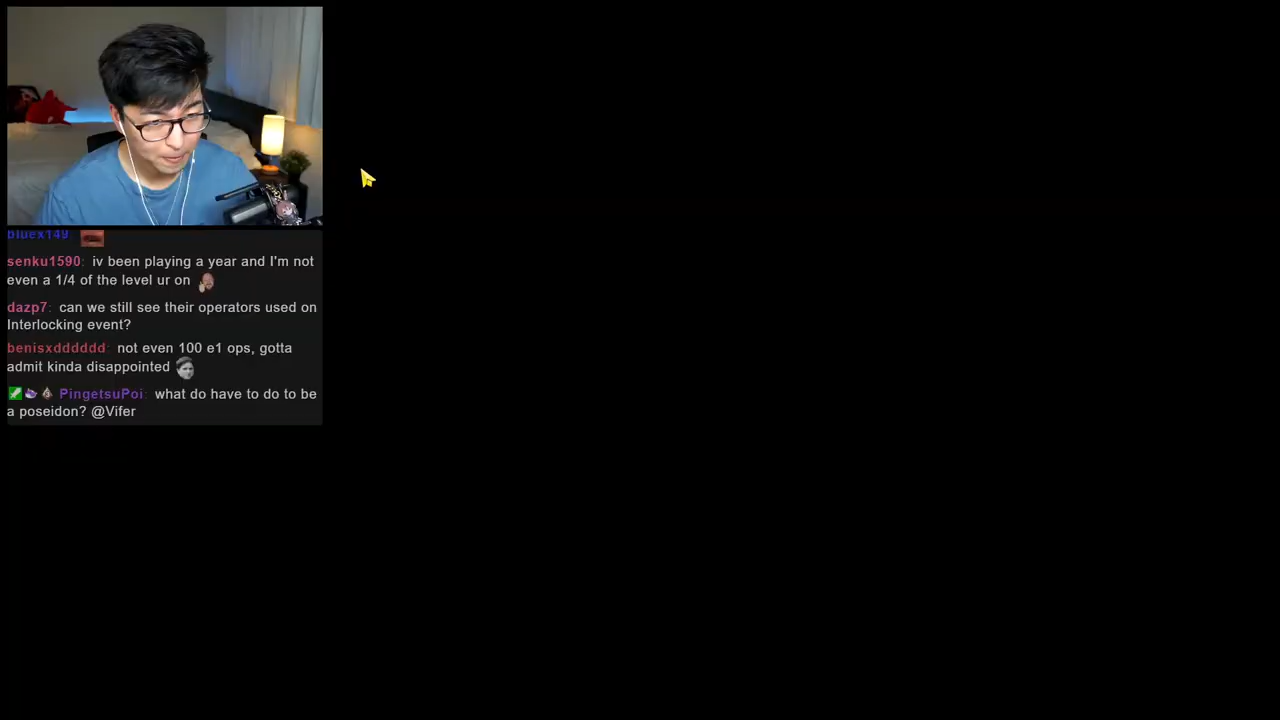 bluex149:
senku1590: iv been playing a year and I'm not
even a 1/4 of the level ur on
dazp7: can we still see their operators used on
Interlocking event?
benisxdddddd: not even 100 e1 ops, gotta
admit kinda disappointed
PingetsuPoi: what do have to do to be
a poseidon? @Vifer